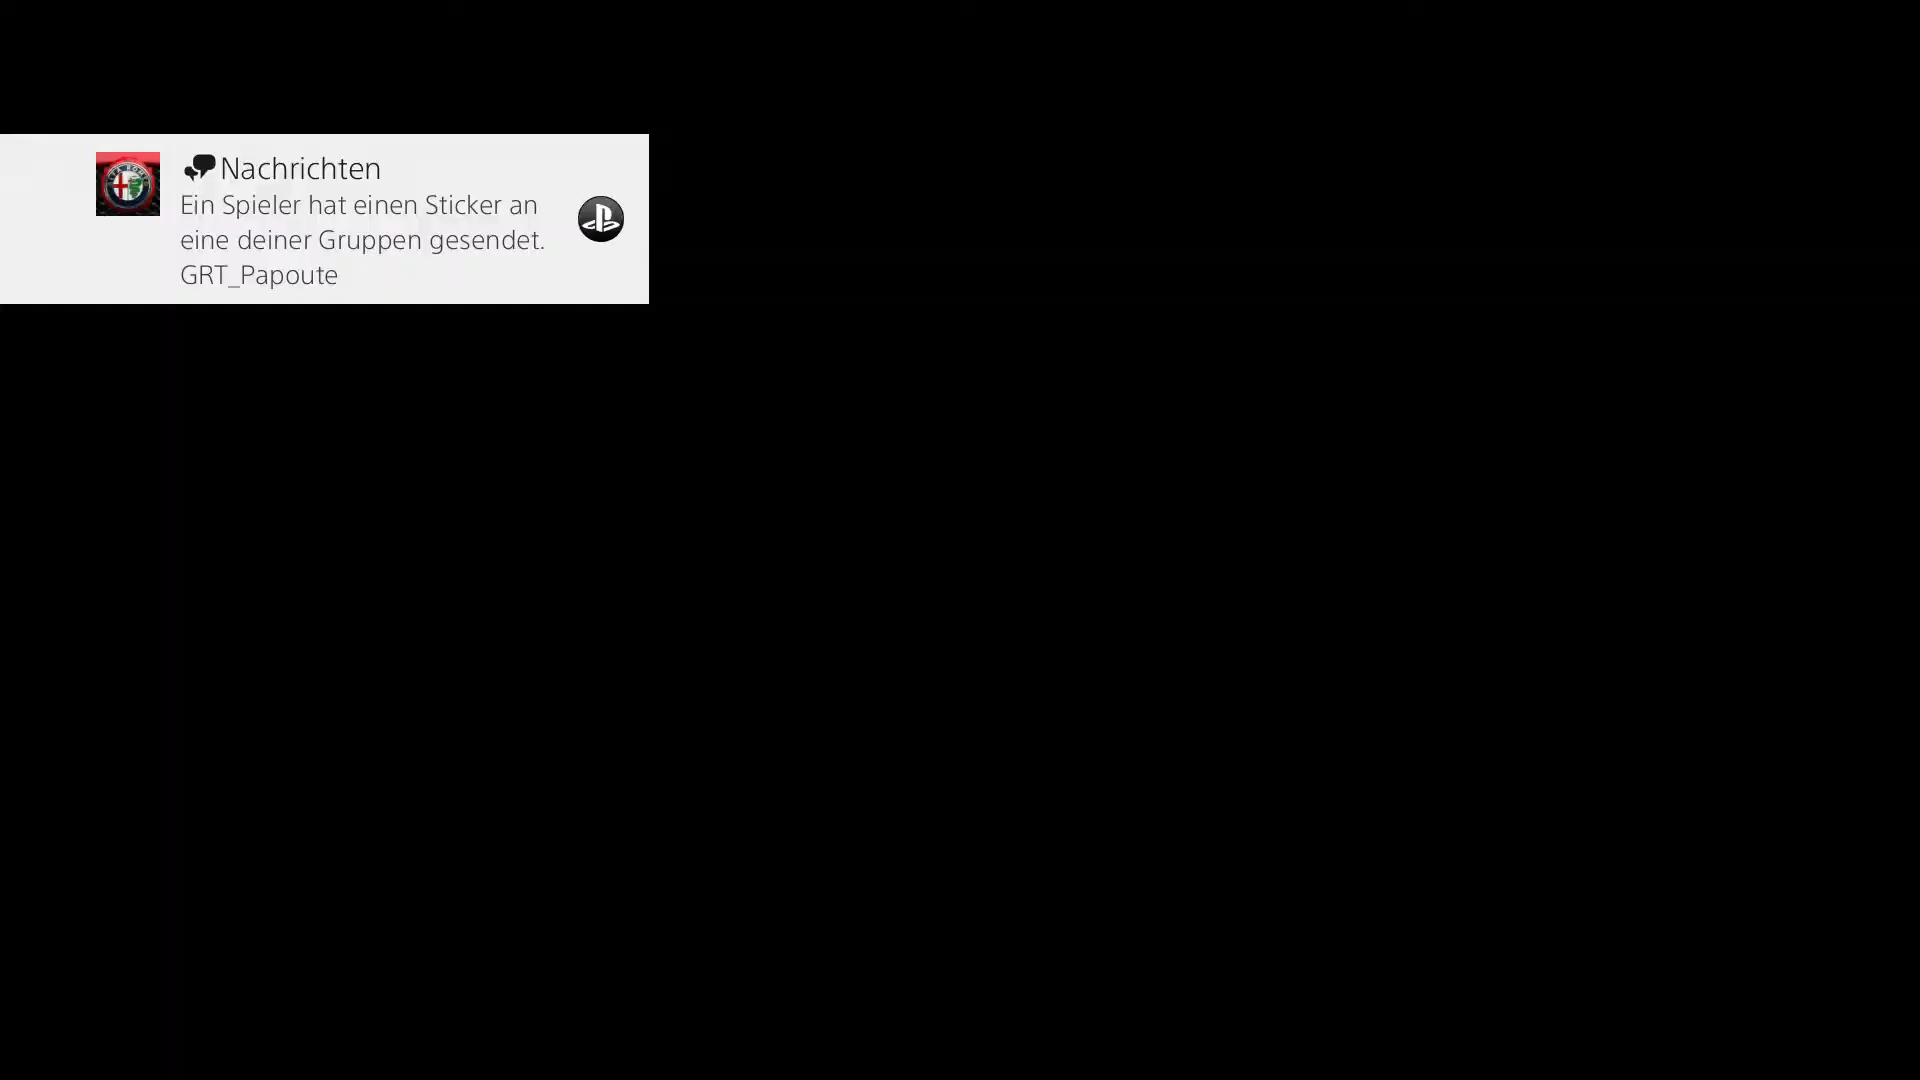 Nachrichten
Ein Spieler hat einen Sticker an
eine deiner Gruppen gesendet.
GRT_Papoute